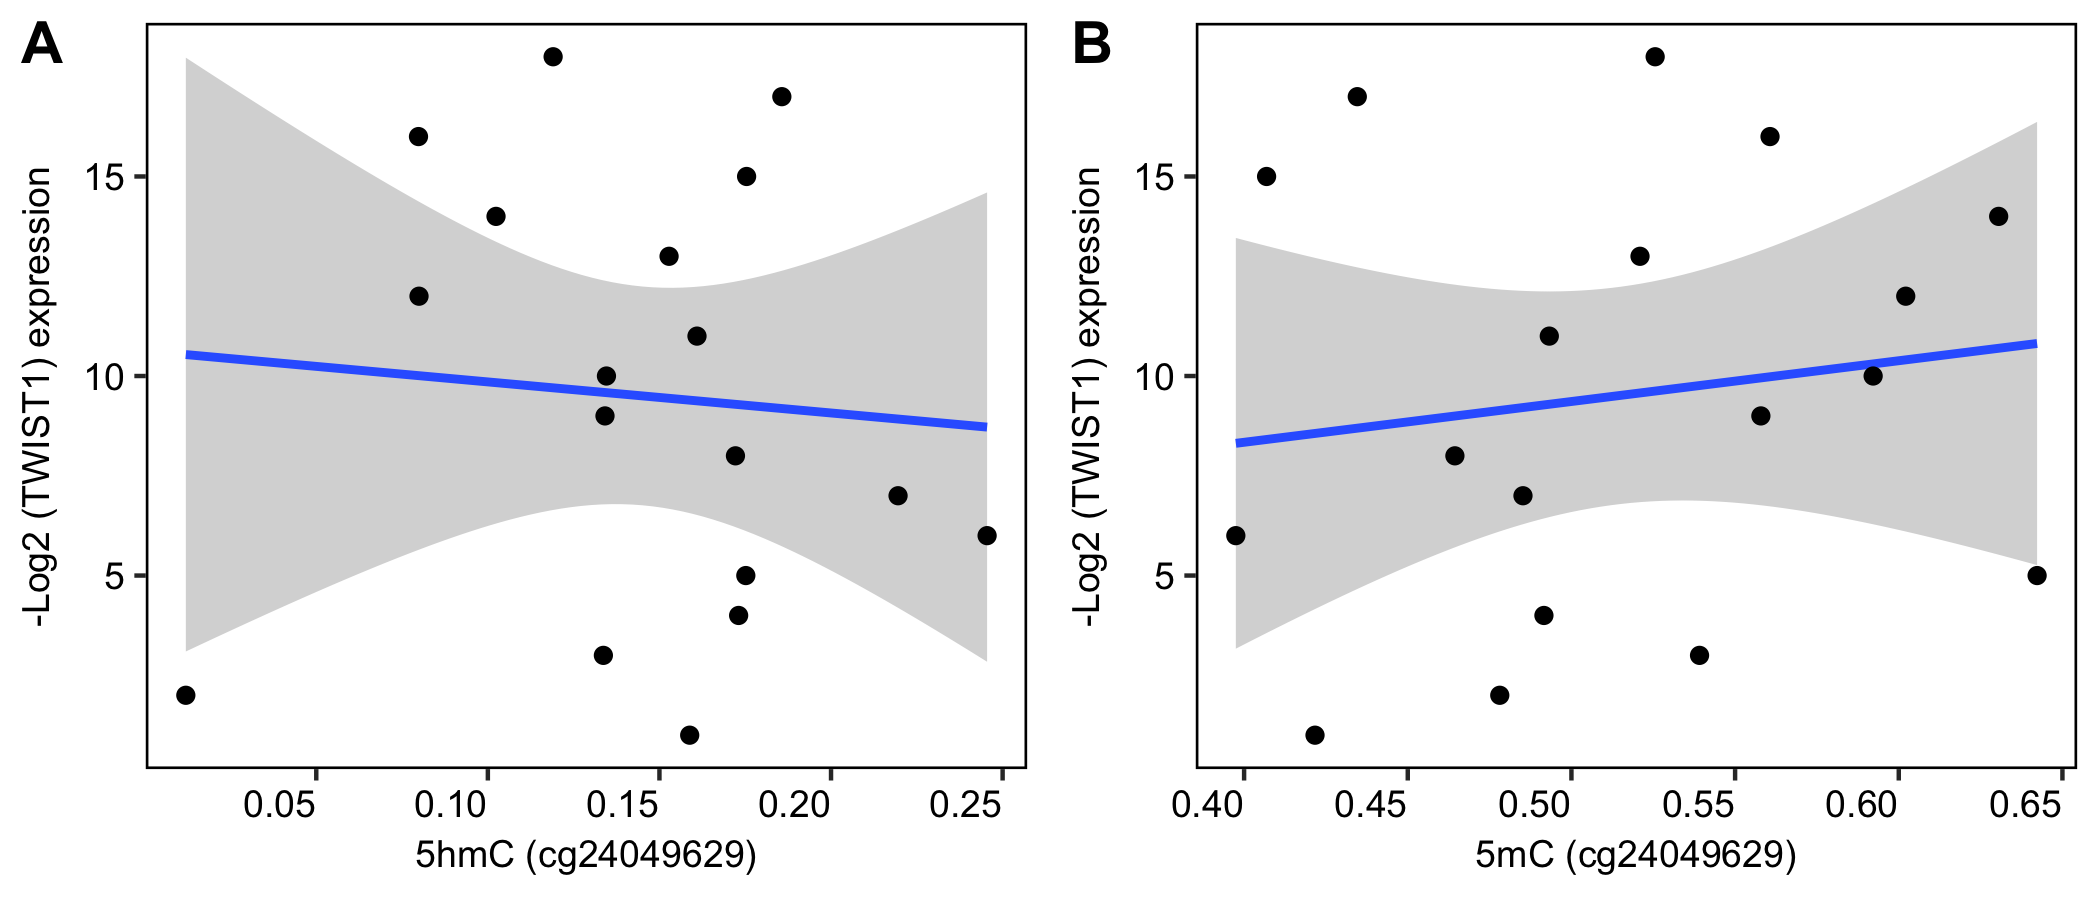 A
-Log2 (TWIST1) expression
15
10
5
0.05 0.10 0.15 0.20 0.25
5hmC (cg24049629)
B
-Log2 (TWIST1) expression
15
10
5
0.40 0.45 0.50 0.55 0.60 0.65
5mC (cg24049629)